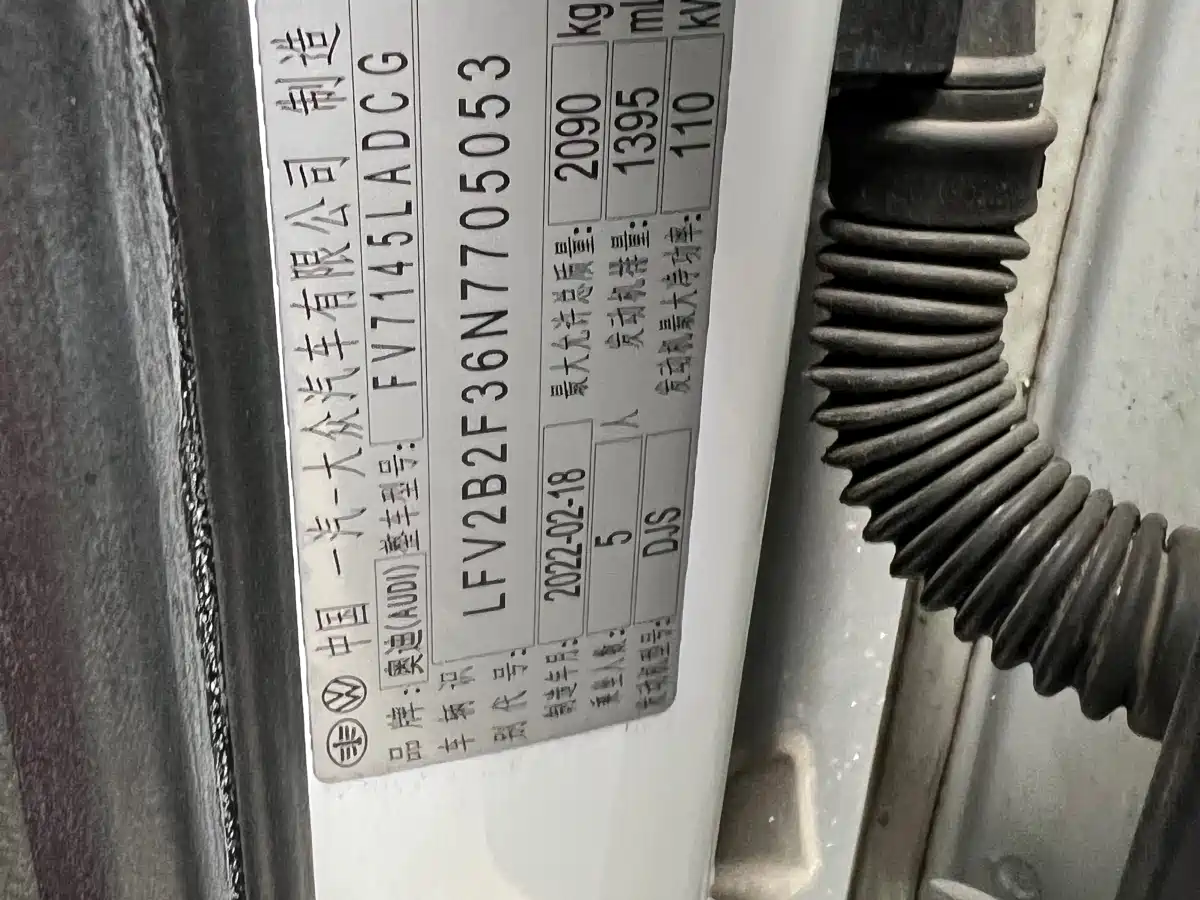 中国 一汽-大众汽车有限公司 制造
品牌: 奥迪(AUDI) 整车型号: FV7145LADCG
车辆识别代号: LFV2B2F36N7705053
制造年月: 2022-02-18 最大允许总质量: 2090 kg
乘坐人数: 5 人 发动机排量: 1395 ml
发动机型号: DJS 发动机最大净功率: 110 kW